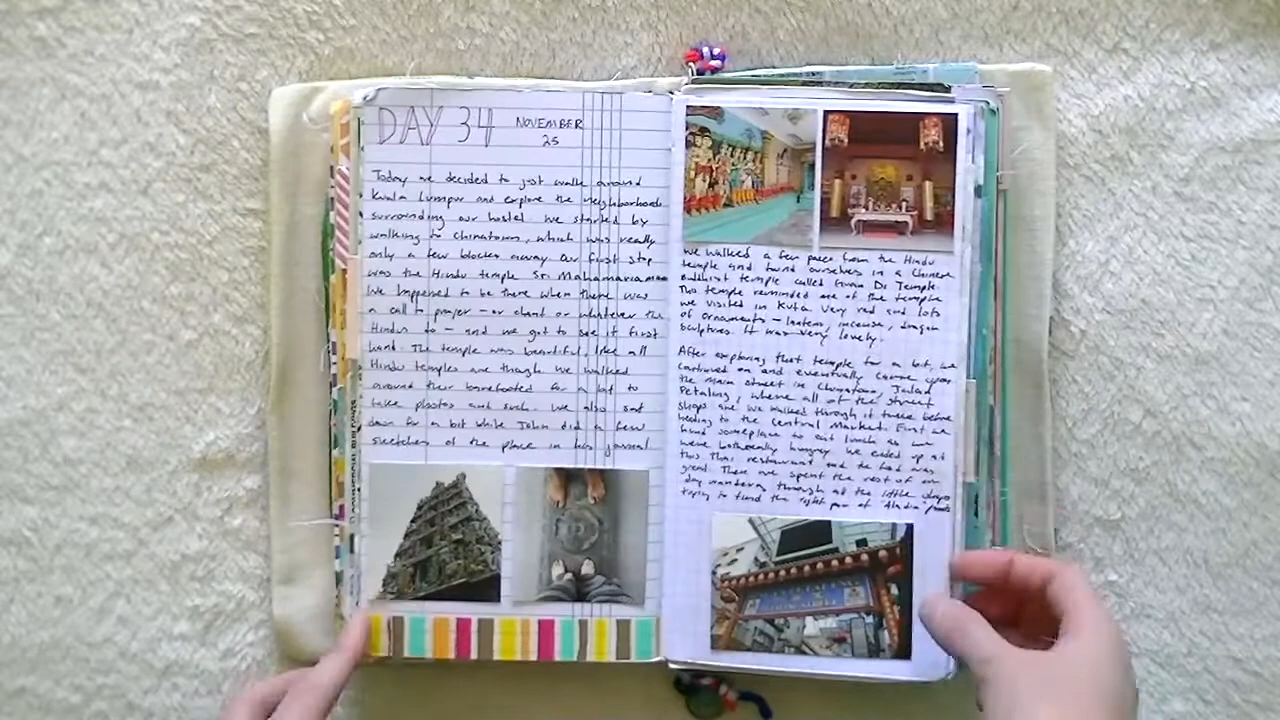 DAY 34 NOVEMBER
25
Today we decided to just walk around
Kuala Lumpur and explore the neighborhoods
surrounding our hostel. We started by
walking to Chinatown, which was really
only a few blocks away. Our first stop
was the Hindu temple Sri Mahamariamman
We happened to be there when there was
a call to prayer - or chant or whatever the
Hindus do - and we got to see it first
hand. The temple was beautiful, like all
Hindu temples are though. We walked
around there barefooted for a bit to
take photos and such. We also sat
down for a bit while John did a few
sketches of the place in his journal
We walked a few paces from the Hindu
temple and found ourselves in a Chinese
Buddhist temple called Guan Di Temple.
This temple reminded me of the temple
we visited in Kuta. Very red and lots
of ornaments - lanterns, incense, dragon
sculptures. It was very lovely.
After exploring that temple for a bit, we
continued on and eventually came upon
the main street in Chinatown, Jalan
Petaling, where all of the street
shops are. We walked through it there before
heading to the Central Market. First we
found someplace to eat lunch as we
were both really hungry. We ended up at
this Thai restaurant and the food was
great. Then we spent the rest of our
day wandering through all the little shops
trying to find the right pair of Aladin pants